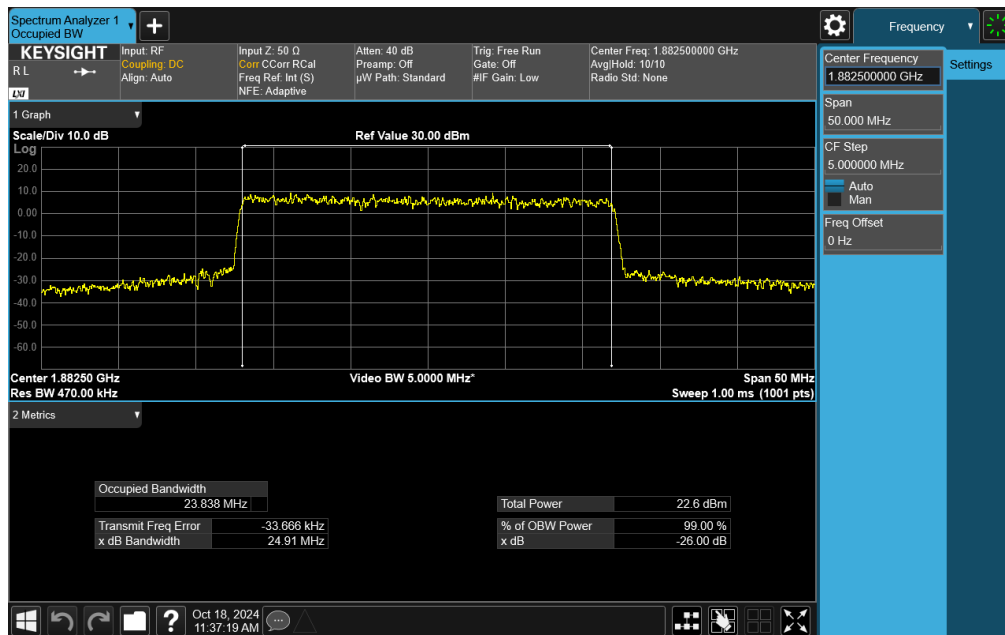 Spectrum Analyzer 1
Occupied BW
+
Frequency
KEYSIGHT
R L
LXI
Input: RF
Coupling: DC
Align: Auto
Input Z: 50 Ω
Corr CCorr RCal
Freq Ref: Int (S)
NFE: Adaptive
Atten: 40 dB
Preamp: Off
µW Path: Standard
Trig: Free Run
Gate: Off
#IF Gain: Low
Center Freq: 1.882500000 GHz
Avg|Hold: 10/10
Radio Std: None
Center Frequency
1.882500000 GHz
Settings
Span
50.000 MHz
CF Step
5.000000 MHz
Auto
Man
Freq Offset
0 Hz
1 Graph
Scale/Div 10.0 dB
Ref Value 30.00 dBm
Log
20.0
10.0
0.00
-10.0
-20.0
-30.0
-40.0
-50.0
-60.0
Center 1.88250 GHz
Video BW 5.0000 MHz*
Span 50 MHz
Res BW 470.00 kHz
Sweep 1.00 ms (1001 pts)
2 Metrics
Occupied Bandwidth
23.838 MHz
Total Power 22.6 dBm
Transmit Freq Error -33.666 kHz
% of OBW Power 99.00 %
x dB Bandwidth 24.91 MHz
x dB -26.00 dB
?
Oct 18, 2024
11:37:19 AM